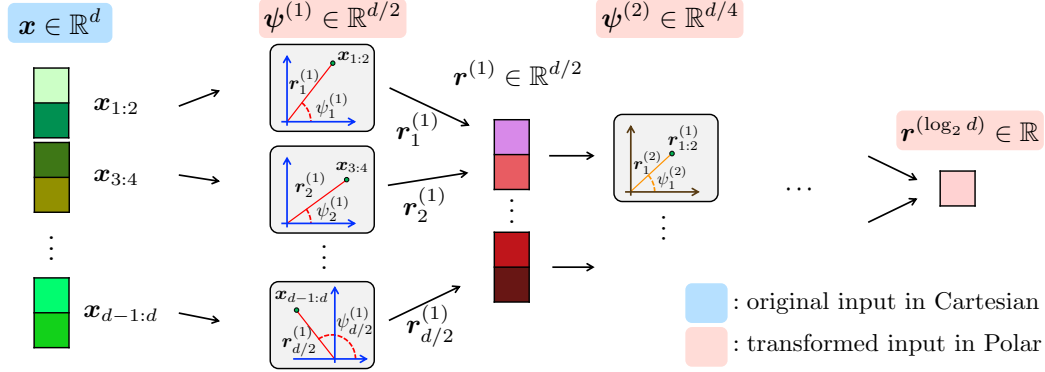 𝒙 ∈ ℝ^d
𝝍^(1) ∈ ℝ^{d/2}
𝝍^(2) ∈ ℝ^{d/4}
𝒓^(1) ∈ ℝ^{d/2}
𝒓^(log₂ d) ∈ ℝ
𝒙_{1:2}
𝒙_{1:2}
𝒓_1^(1)
ψ_1^(1)
𝒓_1^(1)
𝒙_{3:4}
𝒙_{3:4}
𝒓_2^(1)
ψ_2^(1)
𝒓_2^(1)
𝒓_{1:2}^(1)
𝒓_1^(2)
ψ_1^(2)
⋮
⋮
⋮
⋮
⋯
𝒙_{d−1:d}
𝒙_{d−1:d}
𝒓_{d/2}^(1)
ψ_{d/2}^(1)
𝒓_{d/2}^(1)
: original input in Cartesian
: transformed input in Polar